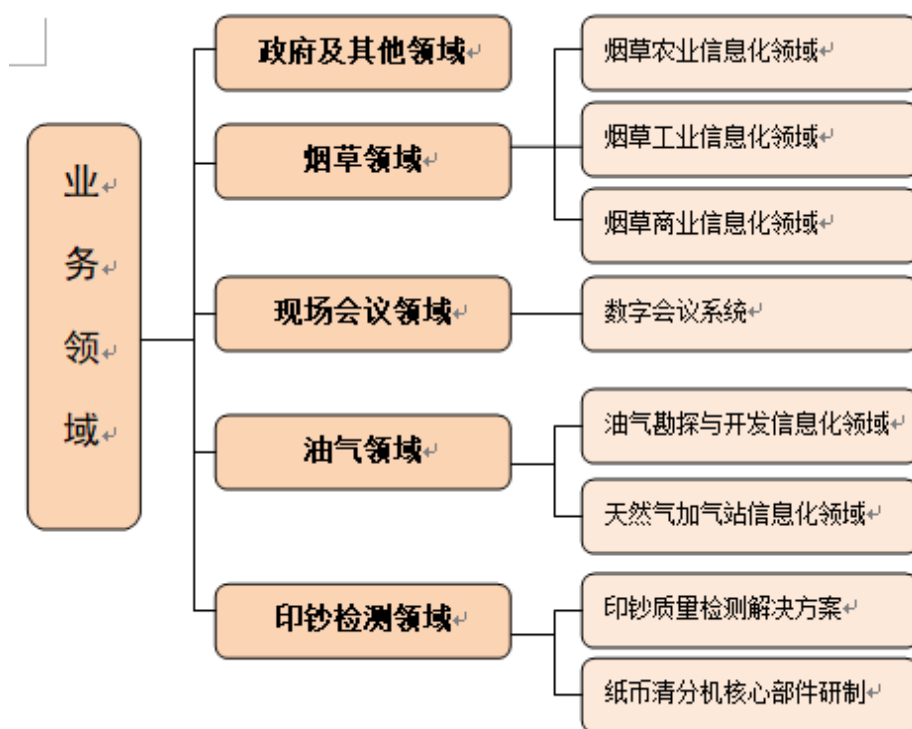 业
务
领
域
政府及其他领域
烟草领域
烟草农业信息化领域
烟草工业信息化领域
烟草商业信息化领域
现场会议领域
数字会议系统
油气领域
油气勘探与开发信息化领域
天然气加气站信息化领域
印钞检测领域
印钞质量检测解决方案
纸币清分机核心部件研制